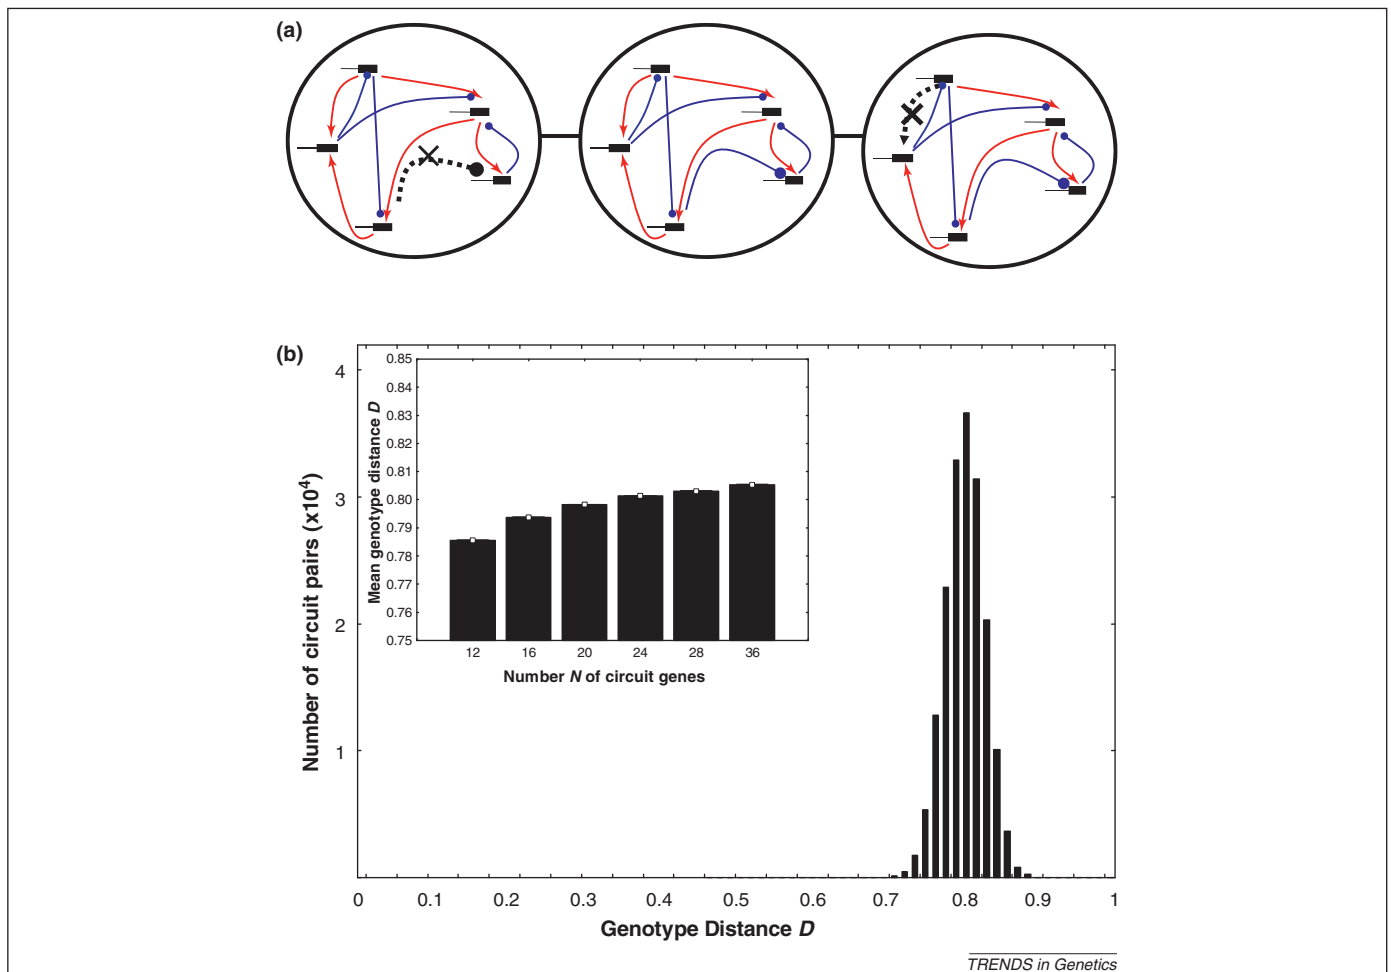 (a)
(b)
Number of circuit pairs (x10⁴)
4
3
2
1
Mean genotype distance D
0.85
0.84
0.83
0.82
0.81
0.80
0.79
0.78
0.77
0.76
0.75
12 16 20 24 28 36
Number N of circuit genes
0 0.1 0.2 0.3 0.4 0.5 0.6 0.7 0.8 0.9 1
Genotype Distance D
TRENDS in Genetics